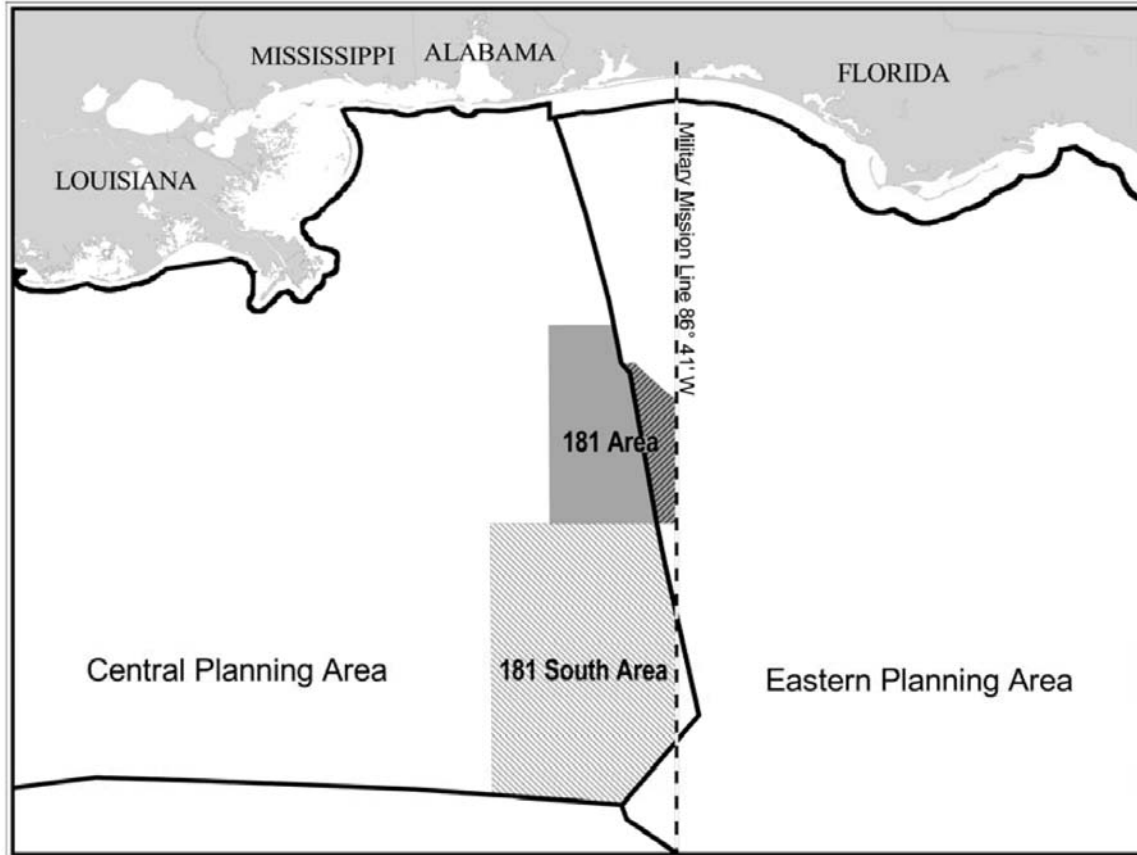 MISSISSIPPI
ALABAMA
FLORIDA
LOUISIANA
Military Mission Line 86° 41' W
181 Area
181 South Area
Central Planning Area
Eastern Planning Area